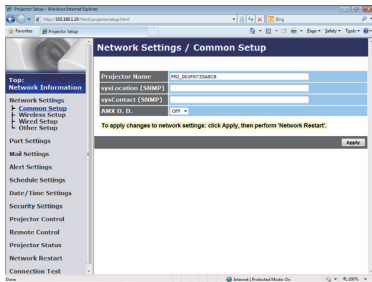 Projector Setup - Windows Internet Explorer
http://192.168.1.10/html/projectorsetup.html
Bing
Favorites
Projector Setup
Page
Safety
Tools
Top:
Network Information
Network Settings
Common Setup
Wireless Setup
Wired Setup
Other Setup
Port Settings
Mail Settings
Alert Settings
Schedule Settings
Date/Time Settings
Security Settings
Projector Control
Remote Control
Projector Status
Network Restart
Connection Test
Network Settings / Common Setup
Projector Name
sysLocation (SNMP)
sysContact (SNMP)
AMX D. D.
OFF
To apply changes to network settings: click Apply, then perform 'Network Restart'.
Apply
Done
Internet | Protected Mode: On
100%